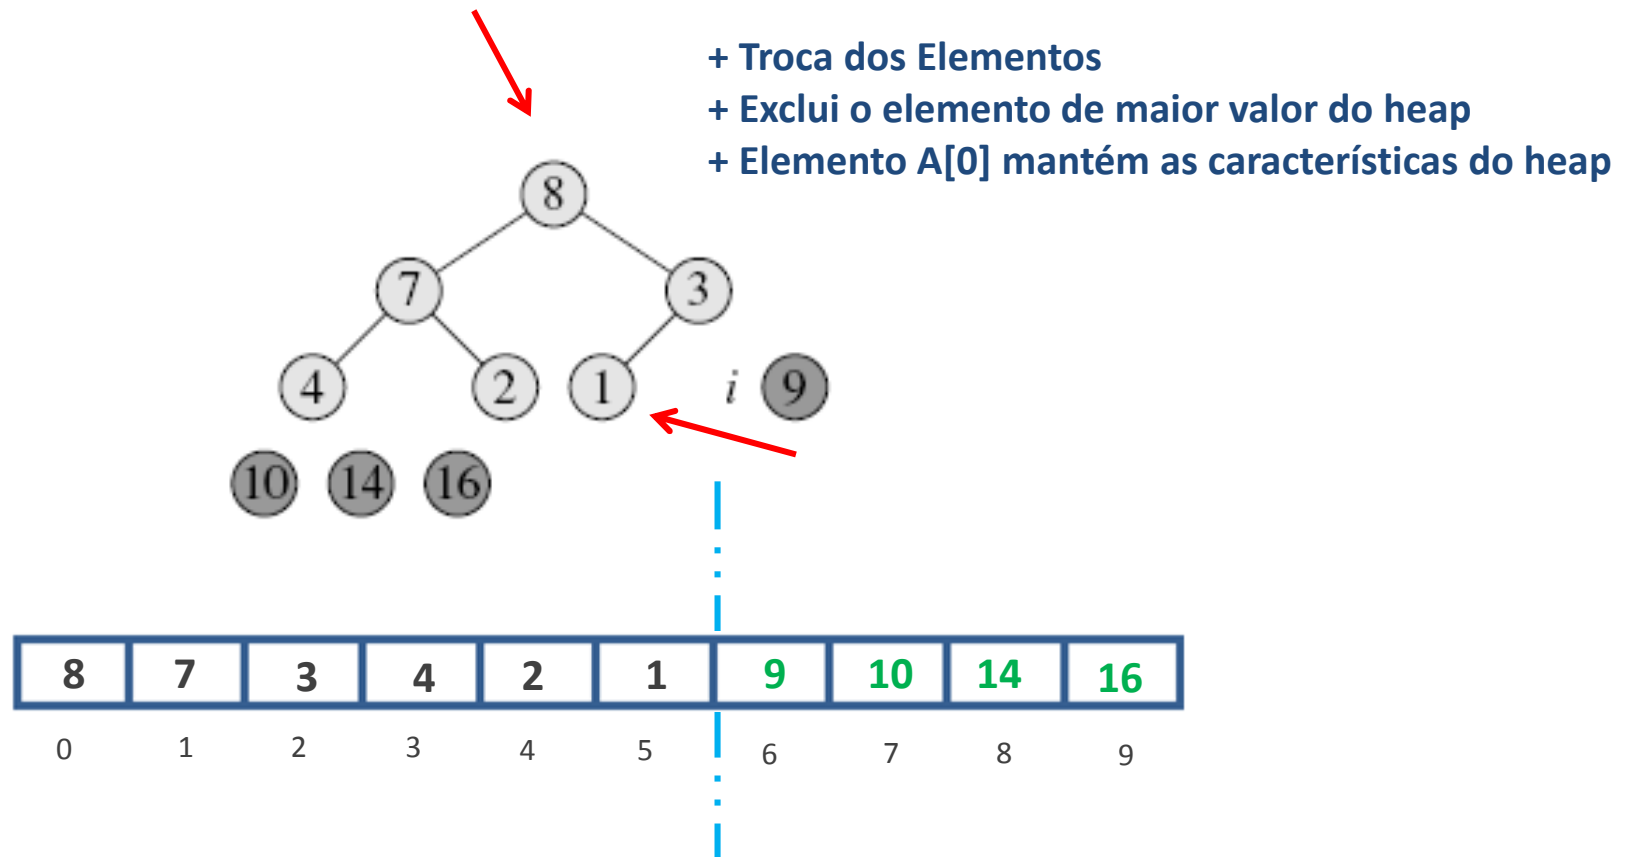 + Troca dos Elementos
+ Exclui o elemento de maior valor do heap
+ Elemento A[0] mantém as características do heap
8
7 3
4 2 1 i 9
10 14 16
8 7 3 4 2 1 9 10 14 16
0 1 2 3 4 5 6 7 8 9